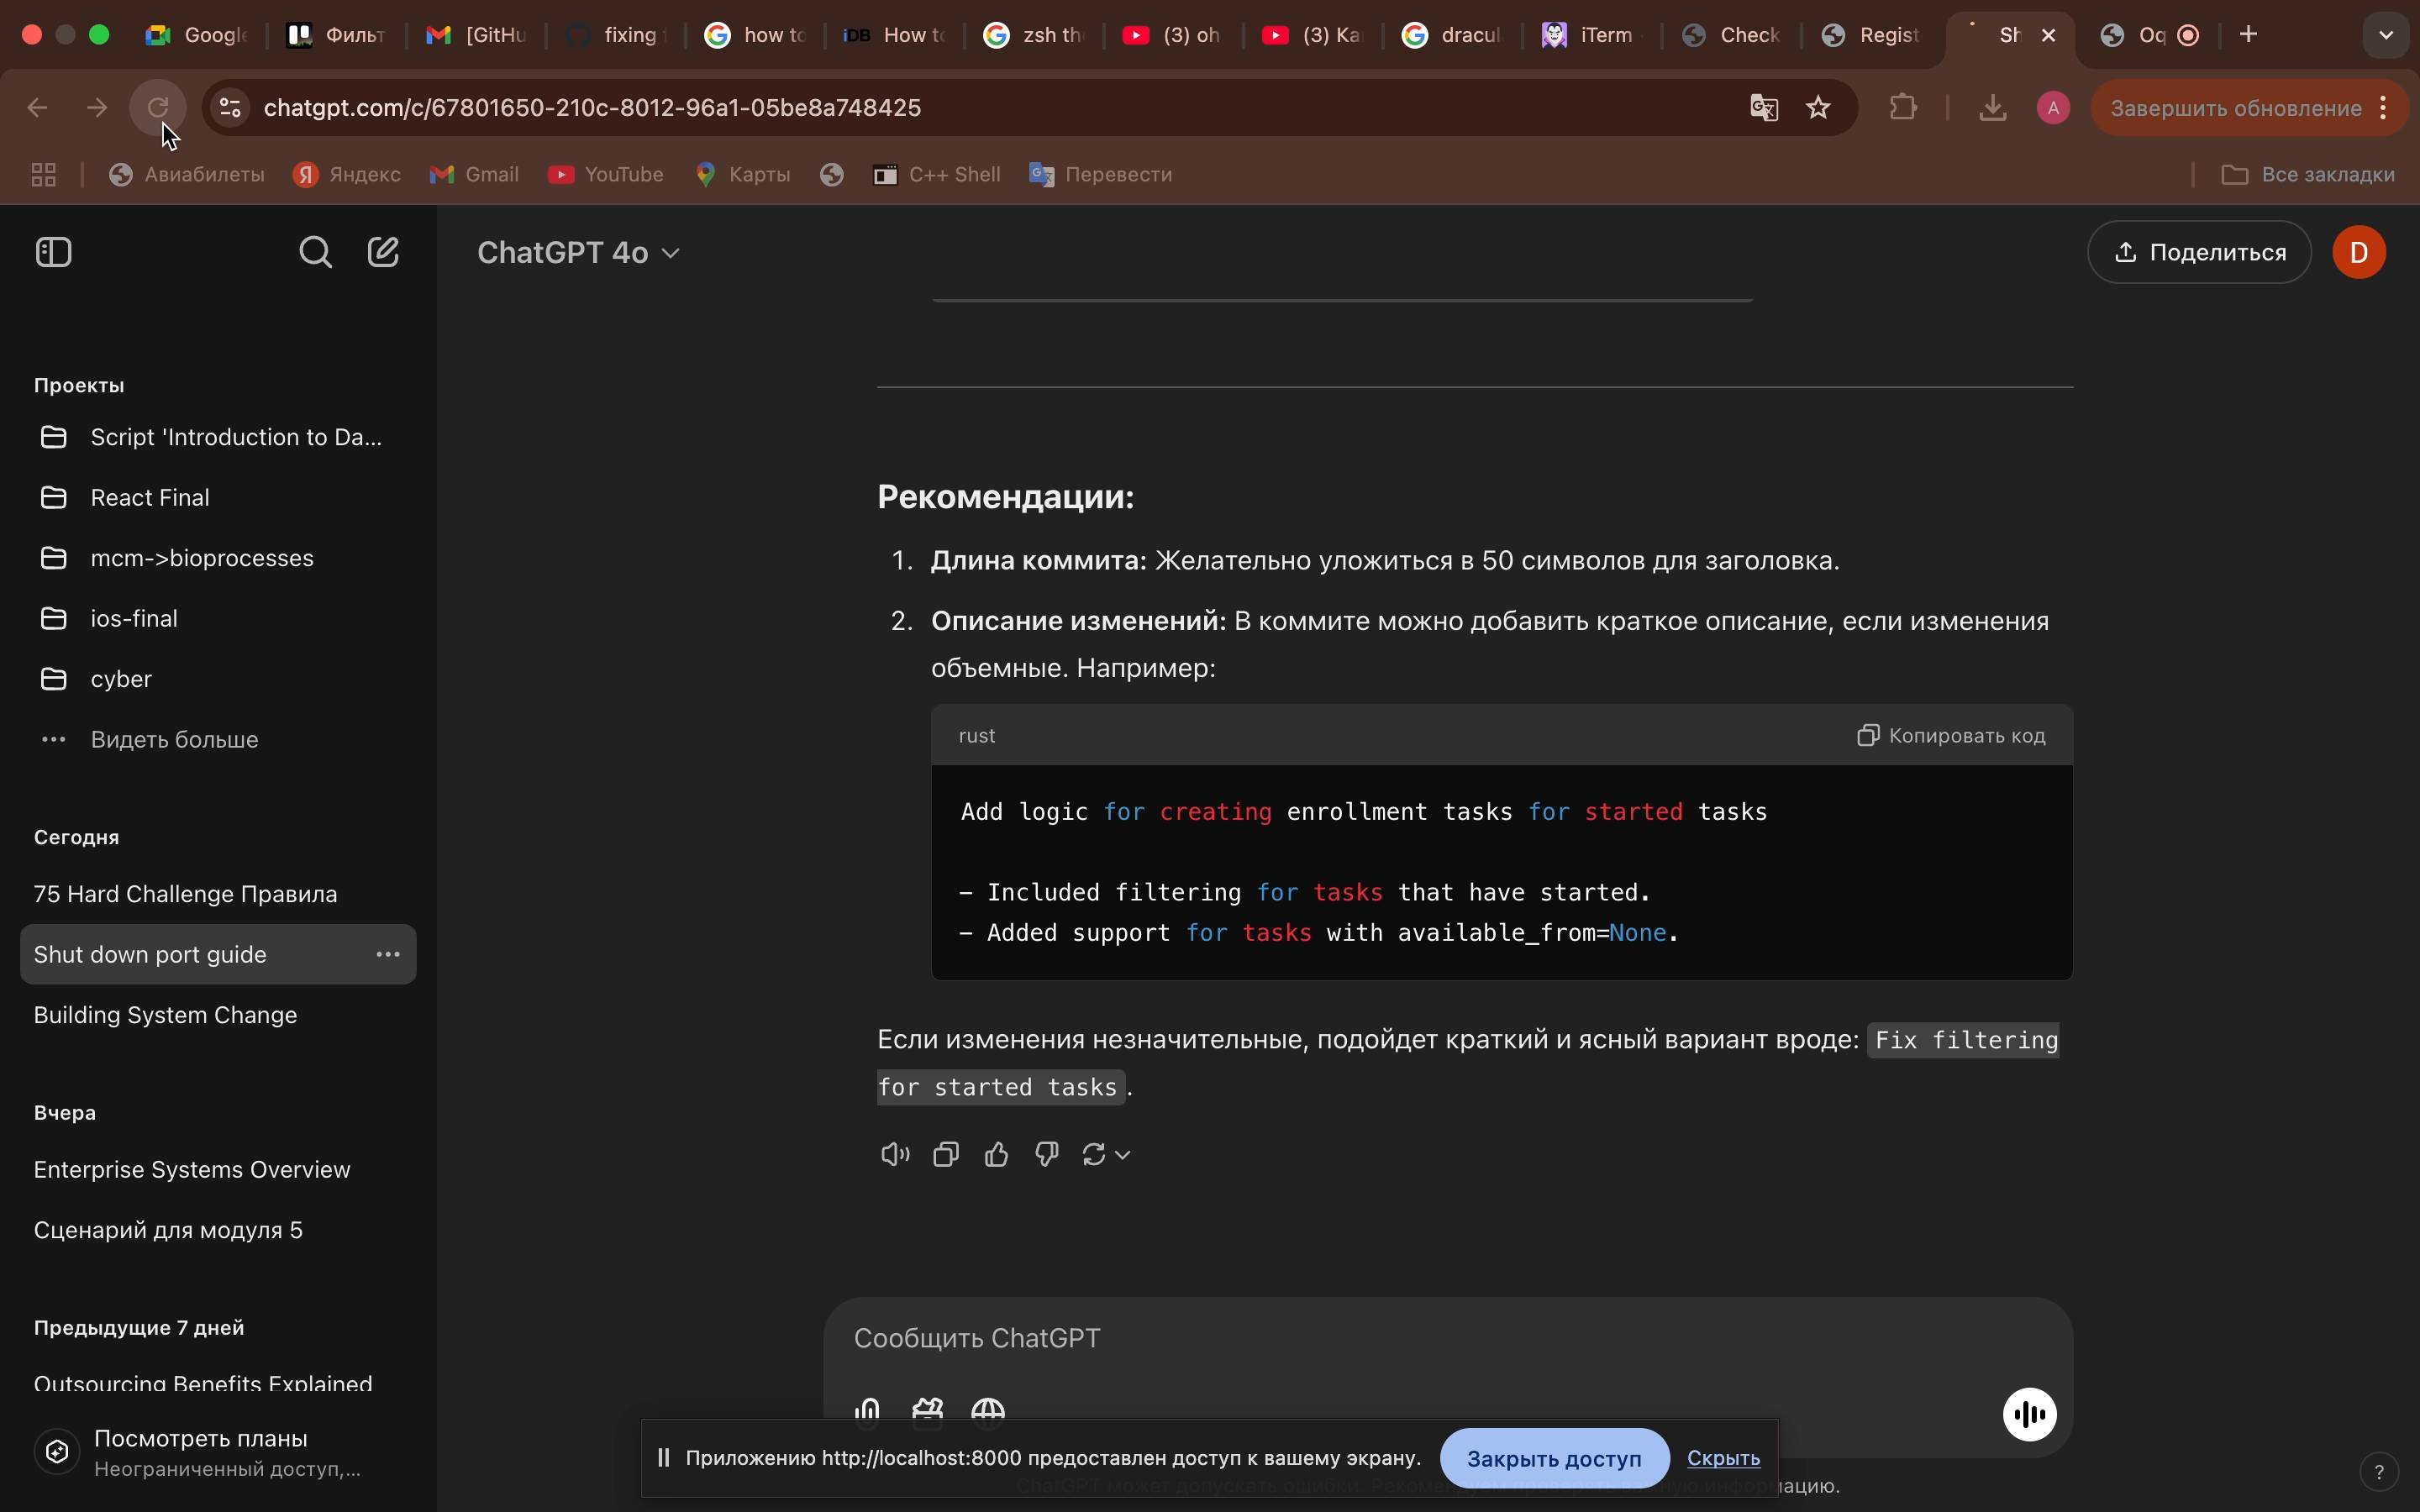 Google
Фильт
[GitHu
fixing
how to
iDB
How to
zsh th
(3) oh
(3) Ka
dracul
iTerm
Check
Regist
Sh
Oq
chatgpt.com/c/67801650-210c-8012-96a1-05be8a748425
A
Завершить обновление
Авиабилеты
Яндекс
Gmail
YouTube
Карты
C++ Shell
Перевести
Все закладки
ChatGPT 4o
Поделиться
D
Проекты
Script 'Introduction to Da...
React Final
mcm->bioprocesses
ios-final
cyber
Видеть больше
Сегодня
75 Hard Challenge Правила
Shut down port guide
Building System Change
Вчера
Enterprise Systems Overview
Сценарий для модуля 5
Предыдущие 7 дней
Outsourcing Benefits Explained
Посмотреть планы
Неограниченный доступ,...
Рекомендации:
1. Длина коммита: Желательно уложиться в 50 символов для заголовка.
2. Описание изменений: В коммите можно добавить краткое описание, если изменения
объемные. Например:
rust
Копировать код
Add logic for creating enrollment tasks for started tasks
- Included filtering for tasks that have started.
- Added support for tasks with available_from=None.
Если изменения незначительные, подойдет краткий и ясный вариант вроде: Fix filtering
for started tasks.
Сообщить ChatGPT
Приложению http://localhost:8000 предоставлен доступ к вашему экрану.
Закрыть доступ
Скрыть
?